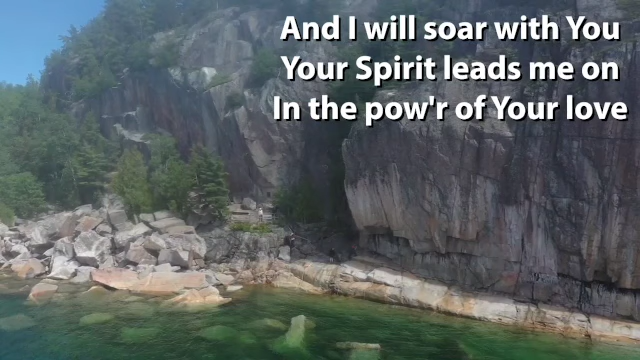 And I will soar with You
Your Spirit leads me on
In the pow'r of Your love